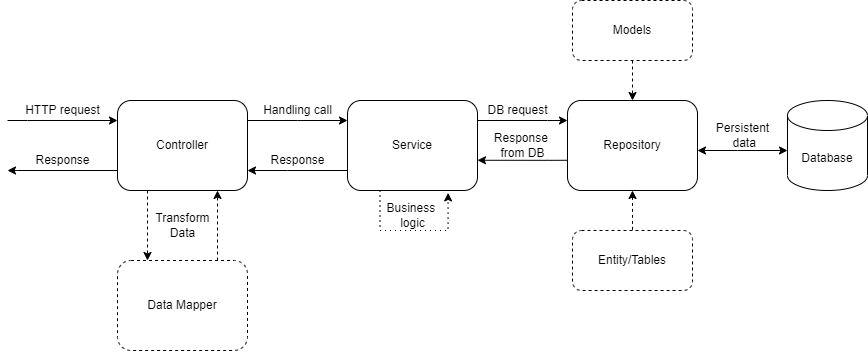 Models
HTTP request
Handling call
DB request
Controller
Service
Repository
Persistent
data
Database
Response
Response
Response
from DB
Transform
Data
Business
logic
Entity/Tables
Data Mapper